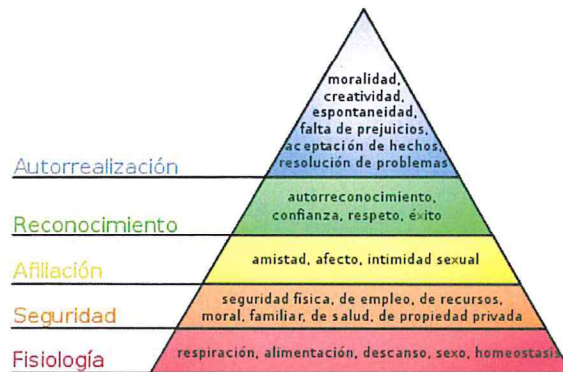 moralidad,
creatividad,
espontaneidad,
falta de prejuicios,
aceptación de hechos,
resolución de problemas
Autorrealización
autorreconocimiento,
confianza, respeto, éxito
Reconocimiento
amistad, afecto, intimidad sexual
Afiliación
seguridad física, de empleo, de recursos,
moral, familiar, de salud, de propiedad privada
Seguridad
respiración, alimentación, descanso, sexo, homeostasis
Fisiología